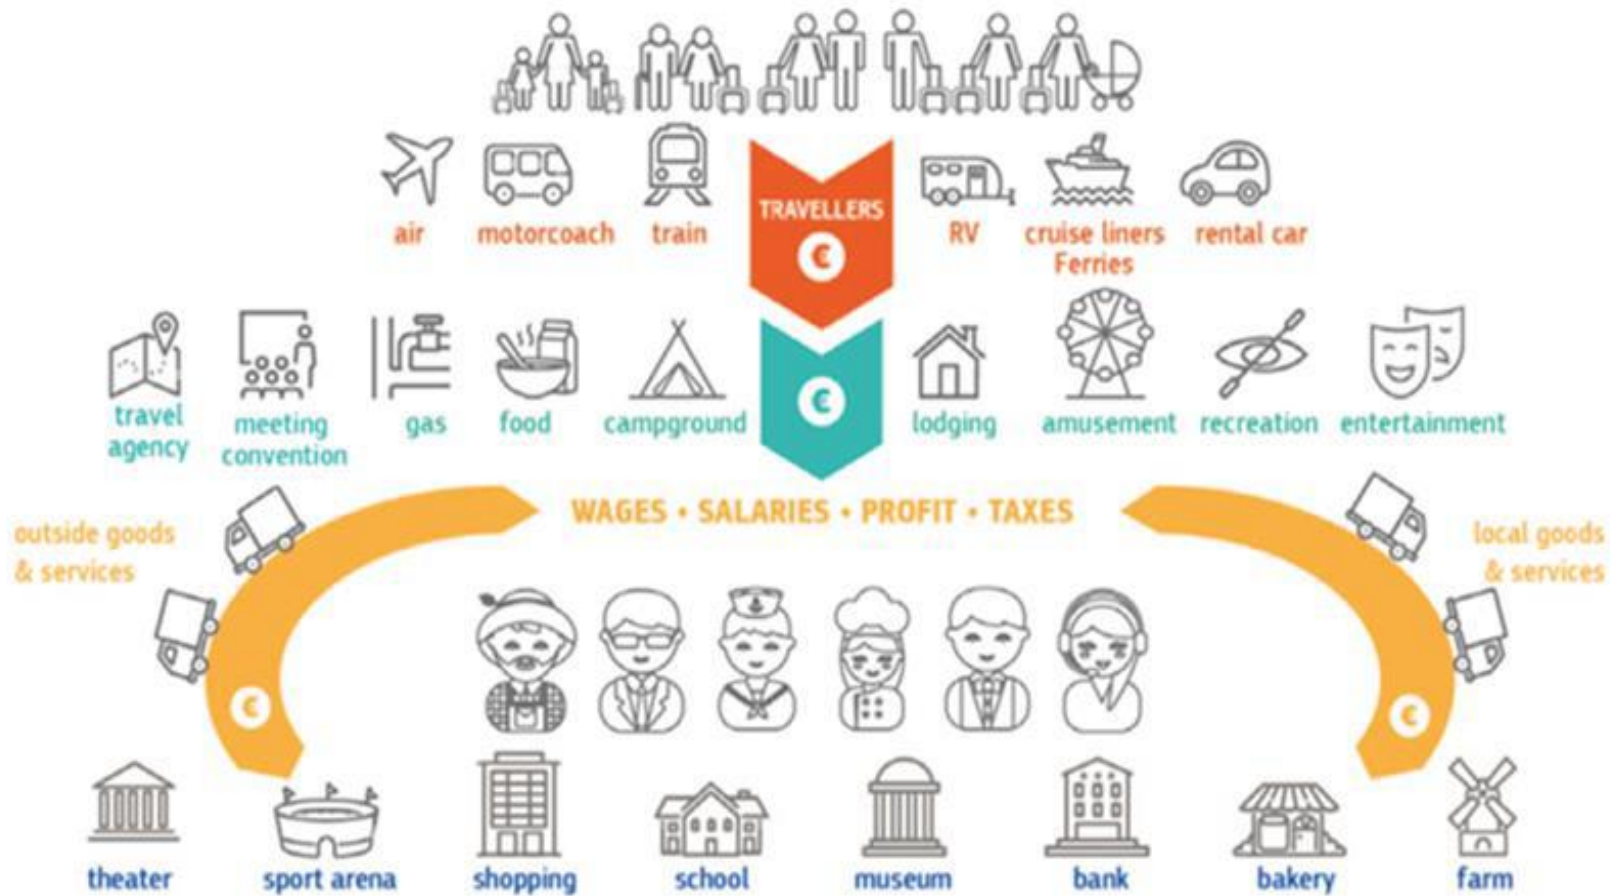 TRAVELLERS
€
air
motorcoach
train
RV
cruise liners
Ferries
rental car
€
travel
agency
meeting
convention
gas
food
campground
lodging
amusement
recreation
entertainment
WAGES • SALARIES • PROFIT • TAXES
outside goods
& services
local goods
& services
€
€
theater
sport arena
shopping
school
museum
bank
bakery
farm